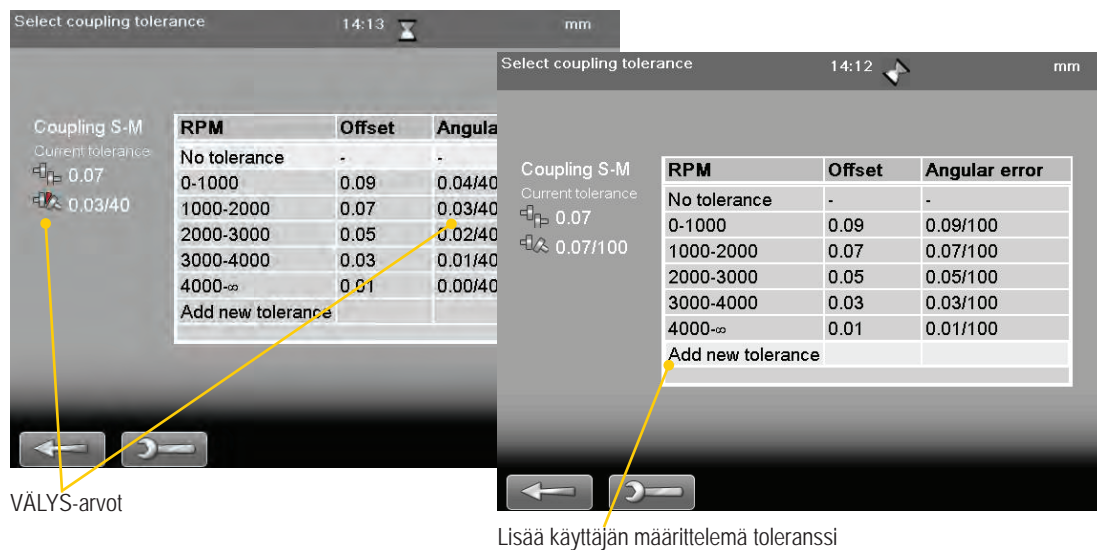 Select coupling tolerance 14:13 mm
Coupling S-M
Current tolerance
0.07
0.03/40
RPM Offset Angula
No tolerance - -
0-1000 0.09 0.04/40
1000-2000 0.07 0.03/40
2000-3000 0.05 0.02/40
3000-4000 0.03 0.01/40
4000-∞ 0.01 0.00/40
Add new tolerance
VÄLYS-arvot
Select coupling tolerance 14:12 mm
Coupling S-M
Current tolerance
0.07
0.07/100
RPM Offset Angular error
No tolerance - -
0-1000 0.09 0.09/100
1000-2000 0.07 0.07/100
2000-3000 0.05 0.05/100
3000-4000 0.03 0.03/100
4000-∞ 0.01 0.01/100
Add new tolerance
Lisää käyttäjän määrittelemä toleranssi